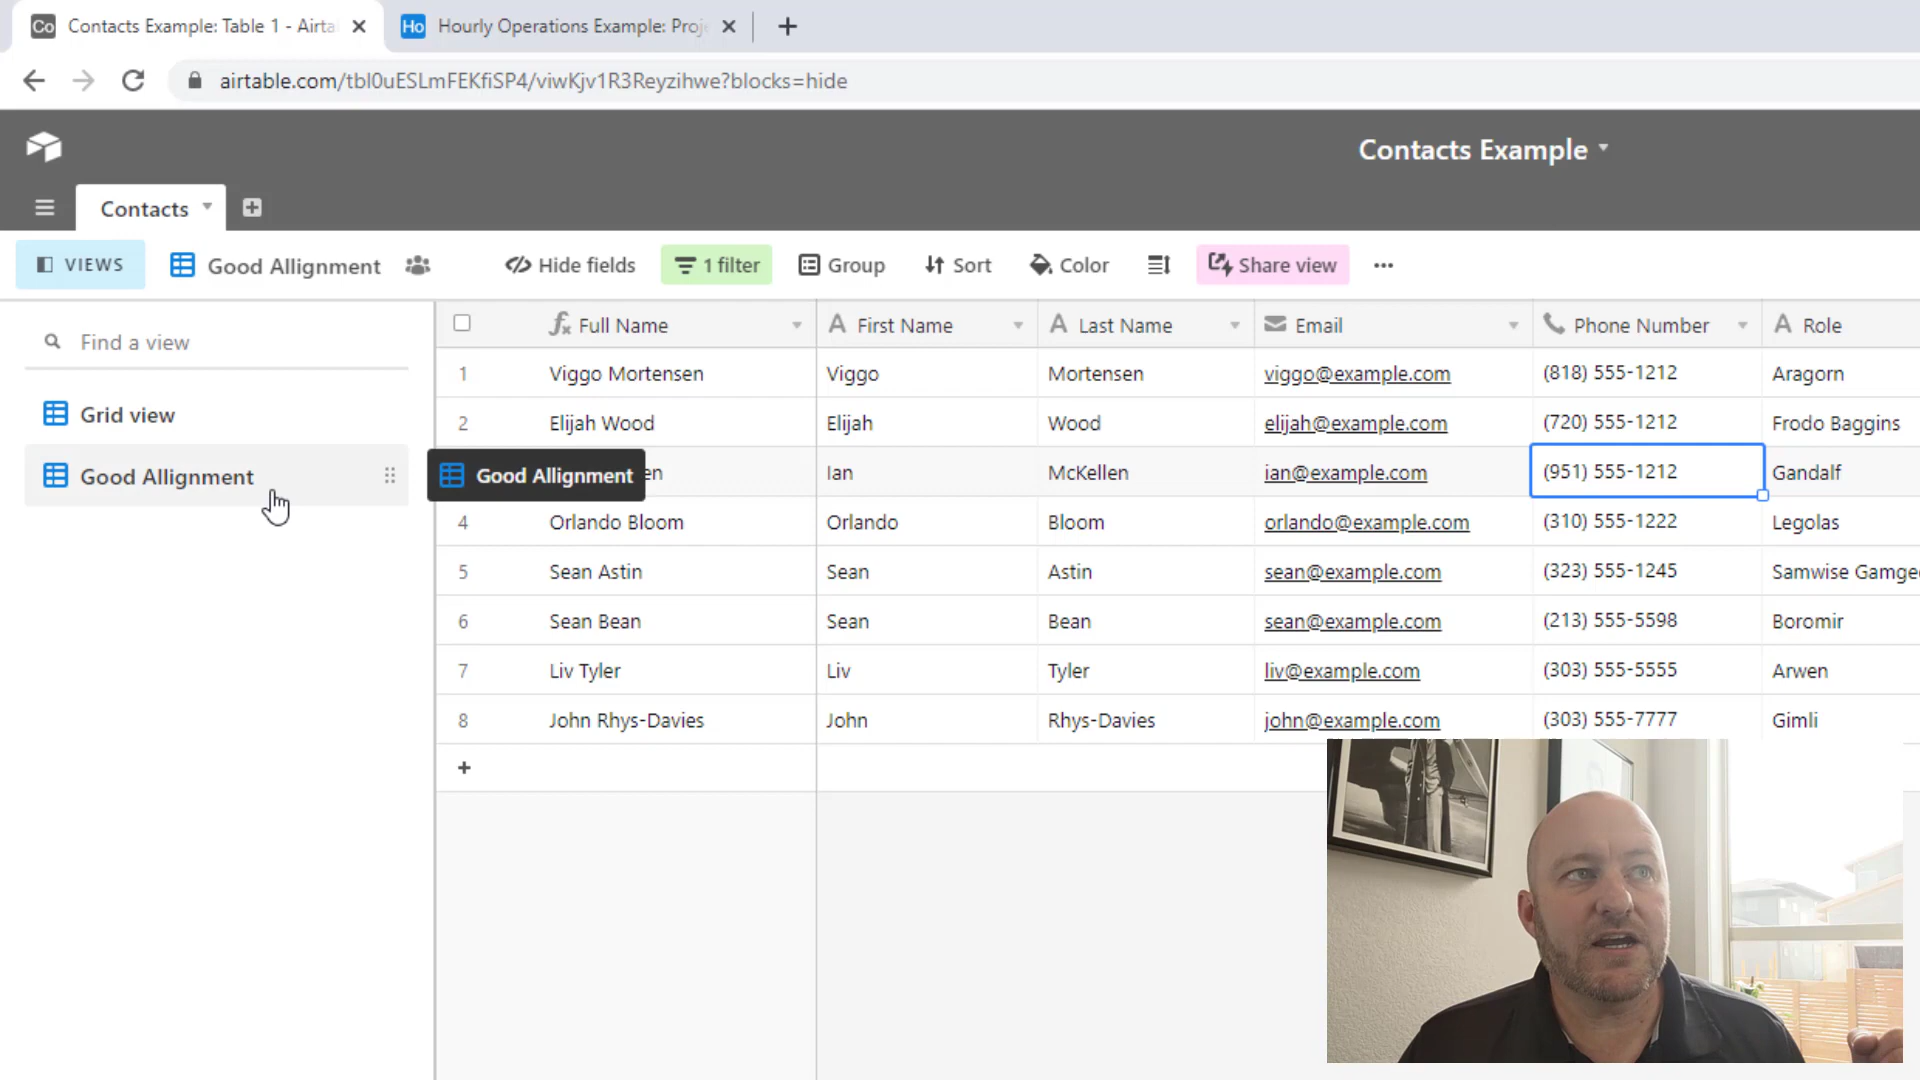 Co Contacts Example: Table 1 - Airta
Ho Hourly Operations Example: Proj
airtable.com/tbl0uESLmFEKfiSP4/viwKjv1R3Reyzihwe?blocks=hide
Contacts Example
Contacts
VIEWS Good Allignment Hide fields 1 filter Group Sort Color Share view
Find a view
Grid view
Good Allignment
Good Allignment
Full Name First Name Last Name Email Phone Number Role
1 Viggo Mortensen Viggo Mortensen viggo@example.com (818) 555-1212 Aragorn
2 Elijah Wood Elijah Wood elijah@example.com (720) 555-1212 Frodo Baggins
en Ian McKellen ian@example.com (951) 555-1212 Gandalf
4 Orlando Bloom Orlando Bloom orlando@example.com (310) 555-1222 Legolas
5 Sean Astin Sean Astin sean@example.com (323) 555-1245 Samwise Gamge
6 Sean Bean Sean Bean sean@example.com (213) 555-5598 Boromir
7 Liv Tyler Liv Tyler liv@example.com (303) 555-5555 Arwen
8 John Rhys-Davies John Rhys-Davies john@example.com (303) 555-7777 Gimli